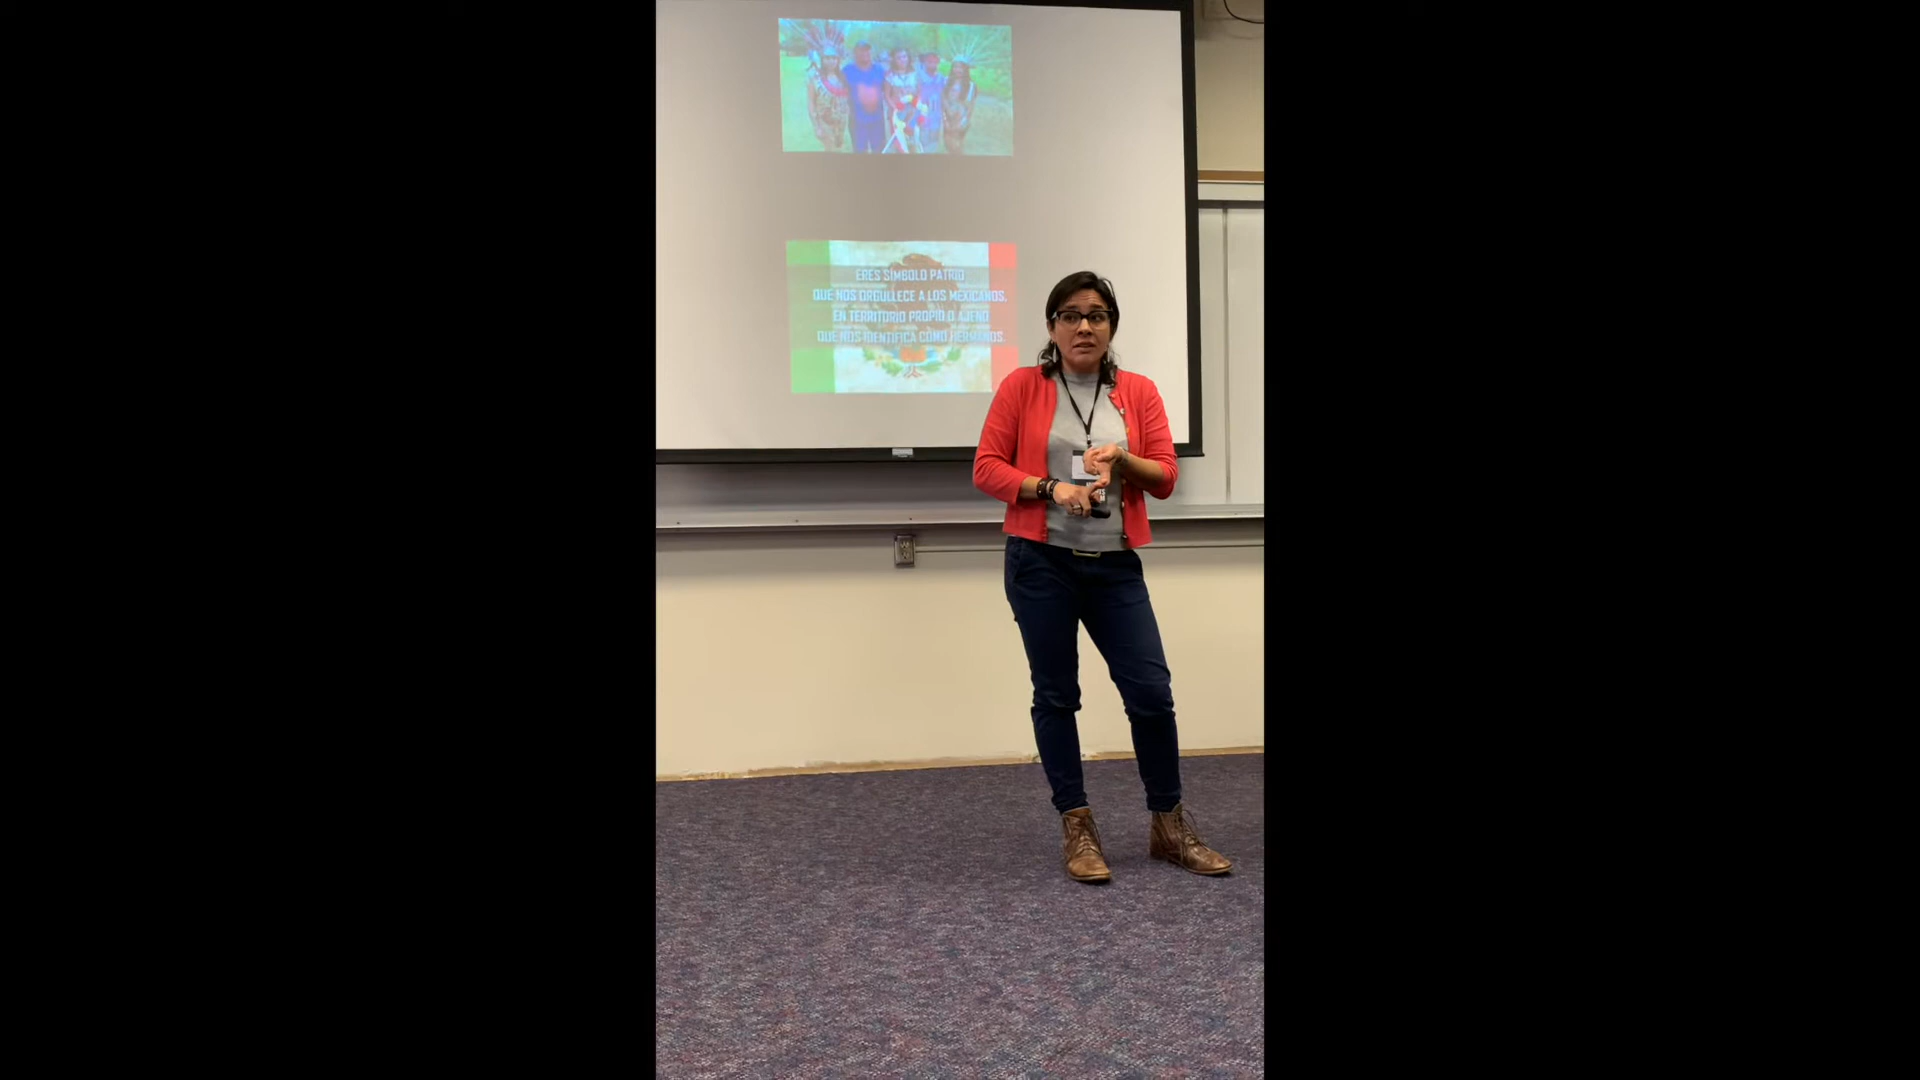 ERES SÍMBOLO PATRIO
QUE NOS ORGULLECE A LOS MEXICANOS,
EN TERRITORIO PROPIO O AJENO
QUE NOS IDENTIFICA COMO HERMANOS.